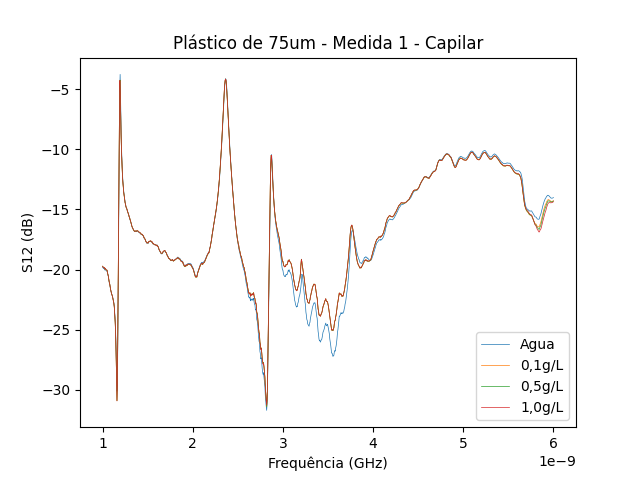 Plástico de 75um - Medida 1 - Capilar
S12 (dB)
−5
−10
−15
−20
−25
−30
1
2
3
4
5
6
1e−9
Frequência (GHz)
Agua
0,1g/L
0,5g/L
1,0g/L